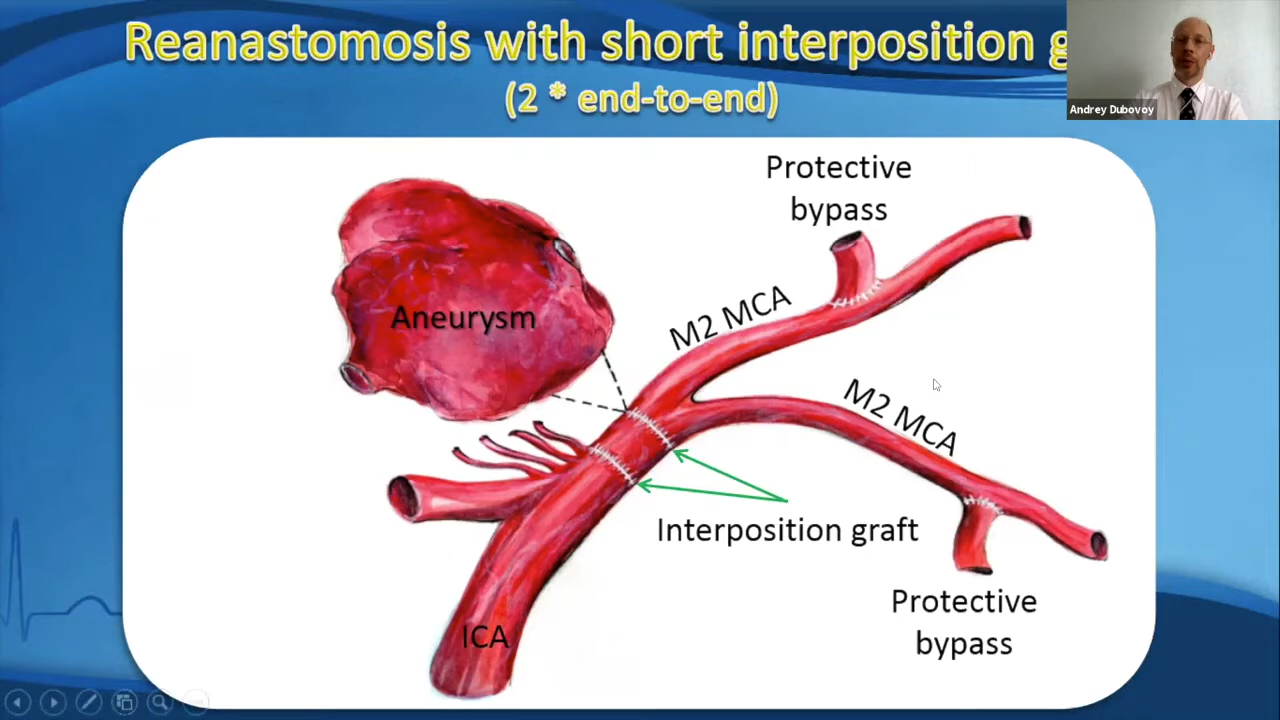 Reanastomosis with short interposition
(2 * end-to-end)
Andrey Dubovoy
Protective
bypass
Aneurysm
M2 MCA
M2 MCA
Interposition graft
Protective
bypass
ICA